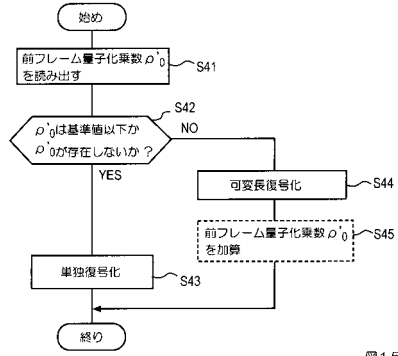 始め
前フレーム量子化乗数ρ'0
を読み出す
S41
S42
ρ'0は基準値以下か
ρ'0が存在しないか？
NO
YES
可変長復号化
S44
前フレーム量子化乗数ρ'0
を加算
S45
単独復号化
S43
終り